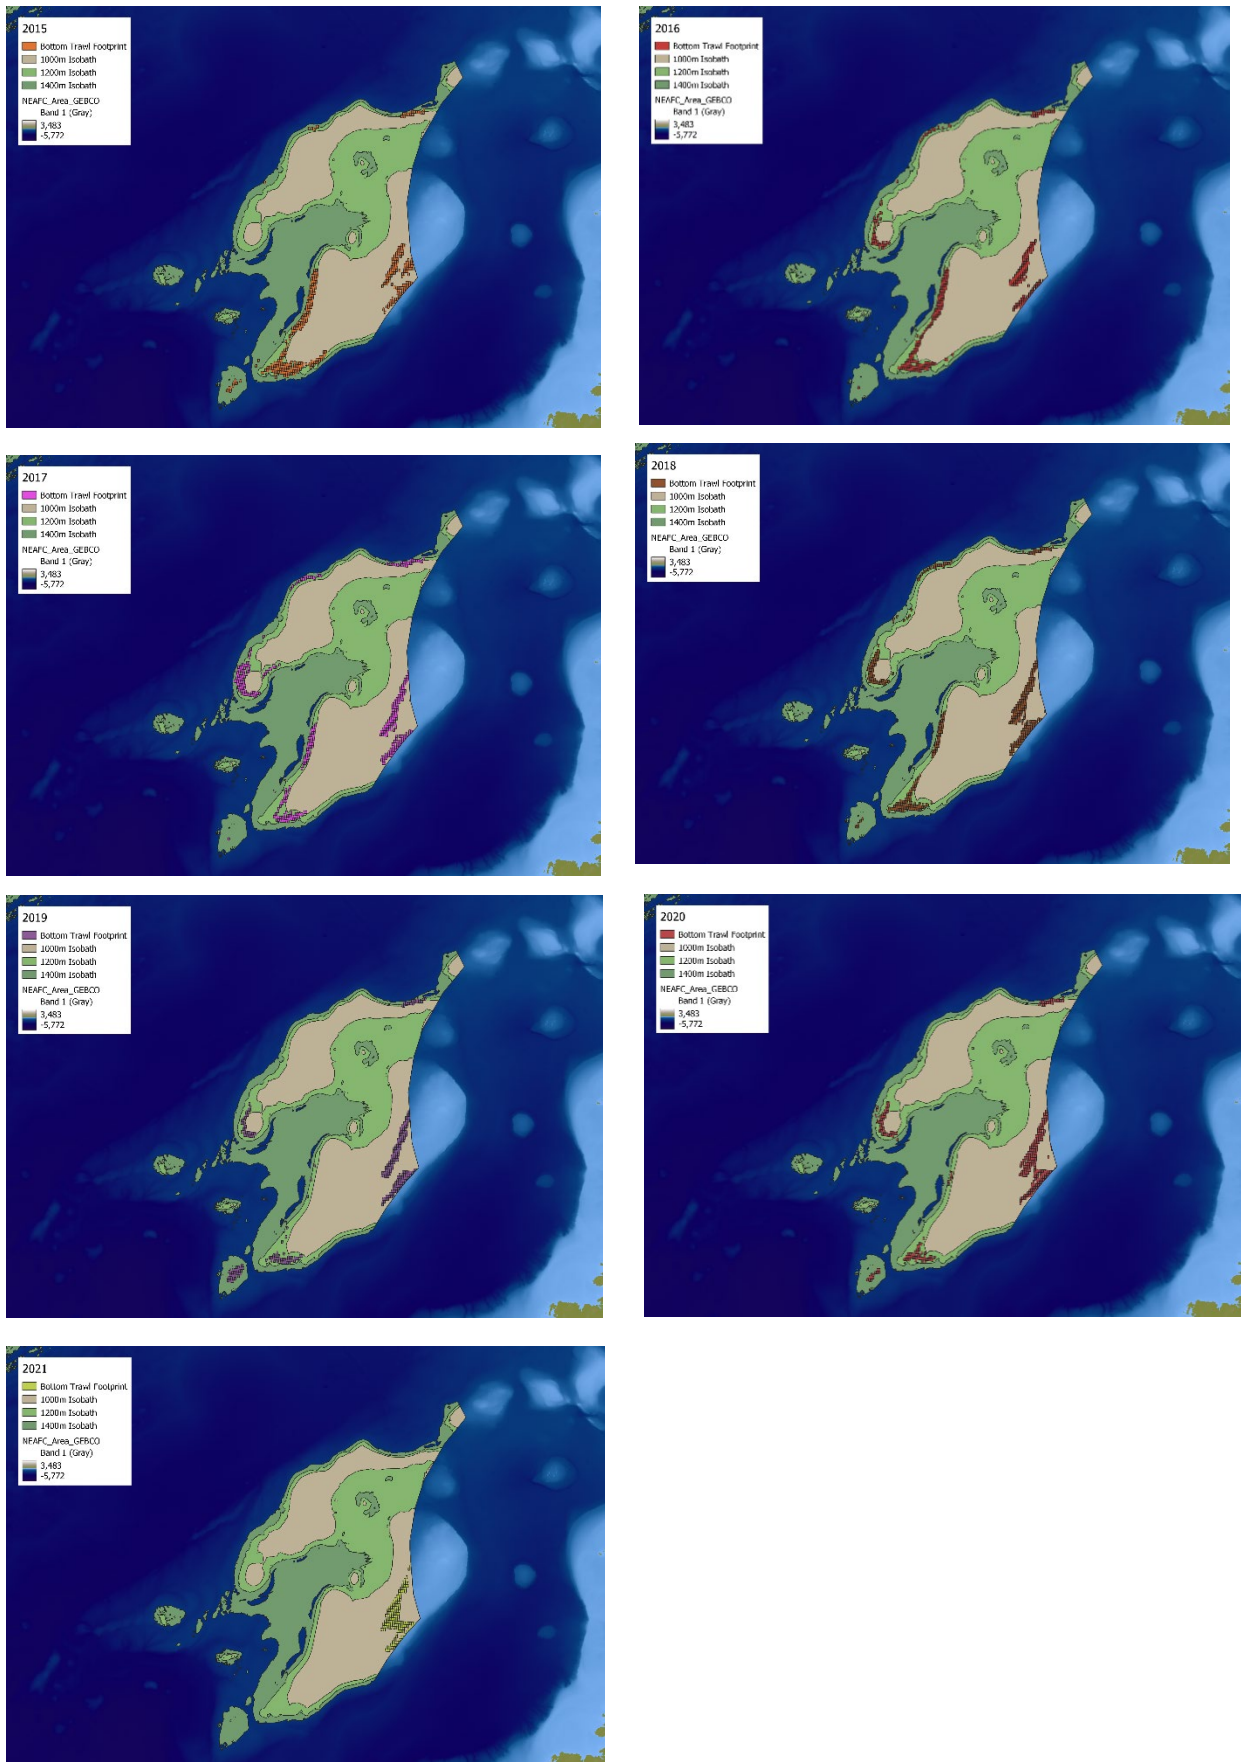 2015
Bottom Trawl Footprint
1000m Isobath
1200m Isobath
1400m Isobath
NEAFC_Area_GEBCO
Band 1 (Gray)
3,483
-5,772
2016
Bottom Trawl Footprint
1000m Isobath
1200m Isobath
1400m Isobath
NEAFC_Area_GEBCO
Band 1 (Gray)
3,483
-5,772
2017
Bottom Trawl Footprint
1000m Isobath
1200m Isobath
1400m Isobath
NEAFC_Area_GEBCO
Band 1 (Gray)
3,483
-5,772
2018
Bottom Trawl Footprint
1000m Isobath
1200m Isobath
1400m Isobath
NEAFC_Area_GEBCO
Band 1 (Gray)
3,483
-5,772
2019
Bottom Trawl Footprint
1000m Isobath
1200m Isobath
1400m Isobath
NEAFC_Area_GEBCO
Band 1 (Gray)
3,483
-5,772
2020
Bottom Trawl Footprint
1000m Isobath
1200m Isobath
1400m Isobath
NEAFC_Area_GEBCO
Band 1 (Gray)
3,483
-5,772
2021
Bottom Trawl Footprint
1000m Isobath
1200m Isobath
1400m Isobath
NEAFC_Area_GEBCO
Band 1 (Gray)
3,483
-5,772